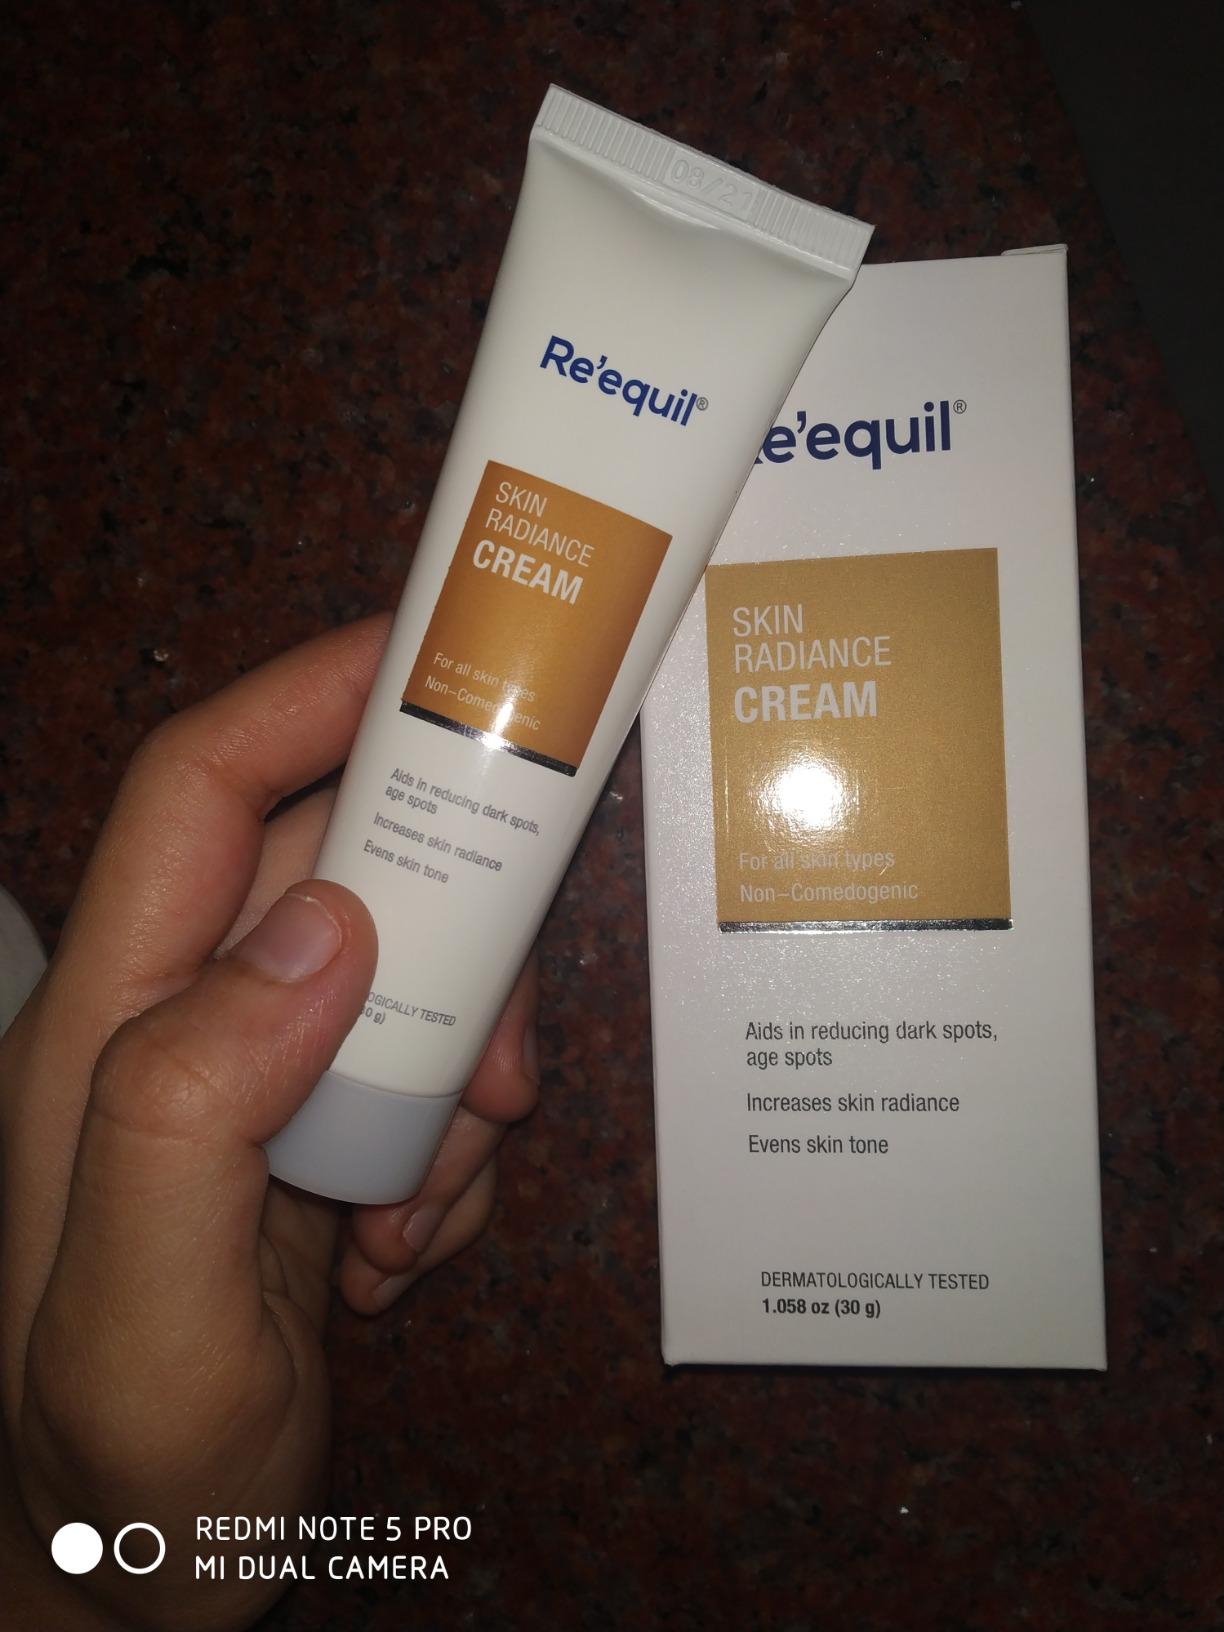 08/21
Re'equil®
SKIN
RADIANCE
CREAM
For all skin types
Non–Comedogenic
Aids in reducing dark spots,
age spots
Increases skin radiance
Evens skin tone
TESTED
g)
e'equil®
SKIN
RADIANCE
CREAM
For all skin types
Non–Comedogenic
Aids in reducing dark spots,
age spots
Increases skin radiance
Evens skin tone
DERMATOLOGICALLY TESTED
1.058 oz (30 g)
REDMI NOTE 5 PRO
MI DUAL CAMERA